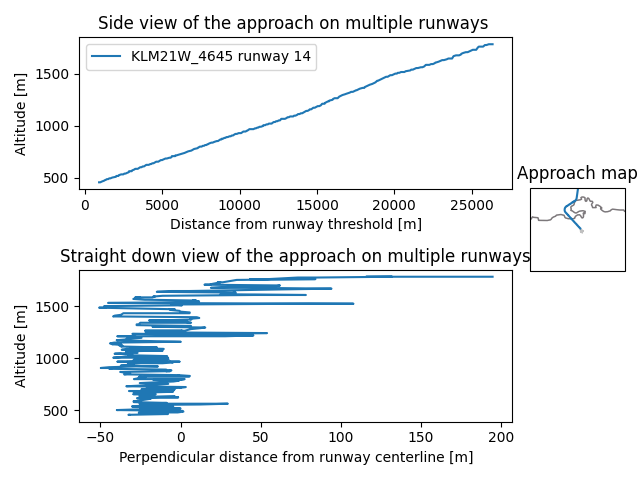 Side view of the approach on multiple runways
KLM21W_4645 runway 14
1500
1000
500
Altitude [m]
0
5000
10000
15000
20000
25000
Distance from runway threshold [m]
Approach map
Straight down view of the approach on multiple runways
1500
1000
500
Altitude [m]
−50
0
50
100
150
200
Perpendicular distance from runway centerline [m]